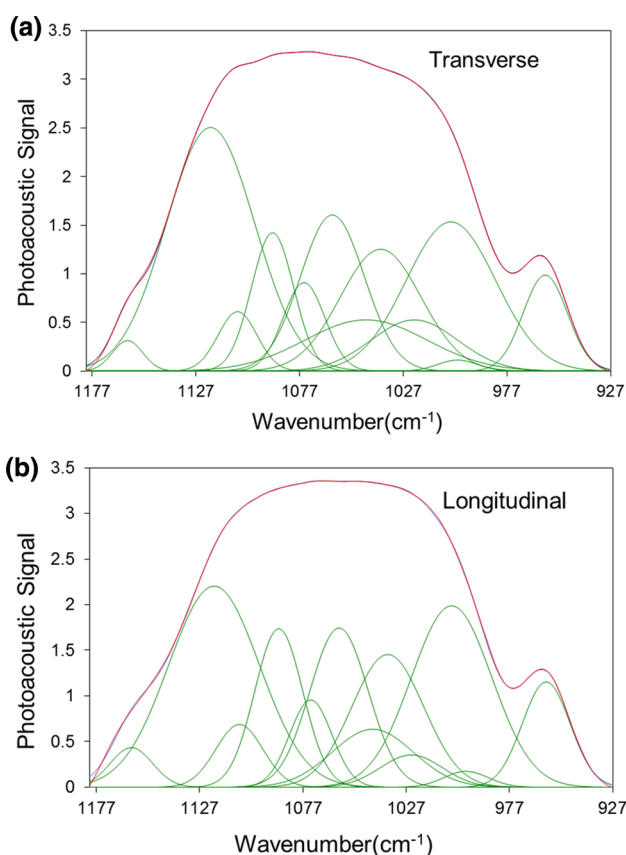 (a)
Transverse
Photoacoustic Signal
3.5
3
2.5
2
1.5
1
0.5
0
1177 1127 1077 1027 977 927
Wavenumber(cm⁻¹)
(b)
Longitudinal
Photoacoustic Signal
3.5
3
2.5
2
1.5
1
0.5
0
1177 1127 1077 1027 977 927
Wavenumber(cm⁻¹)